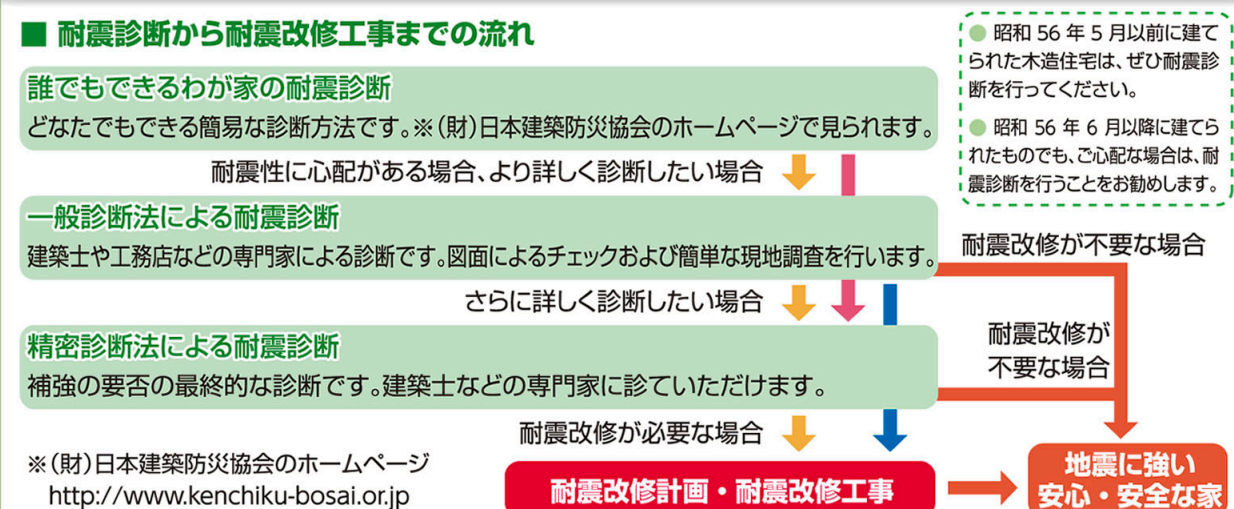 ■ 耐震診断から耐震改修工事までの流れ
誰でもできるわが家の耐震診断
どなたでもできる簡易な診断方法です。※(財)日本建築防災協会のホームページで見られます。
耐震性に心配がある場合、より詳しく診断したい場合
一般診断法による耐震診断
建築士や工務店などの専門家による診断です。図面によるチェックおよび簡単な現地調査を行います。
さらに詳しく診断したい場合
精密診断法による耐震診断
補強の要否の最終的な診断です。建築士などの専門家に診ていただけます。
耐震改修が必要な場合
※(財)日本建築防災協会のホームページ
http://www.kenchiku-bosai.or.jp
耐震改修計画・耐震改修工事
● 昭和 56 年 5 月以前に建て
られた木造住宅は、ぜひ耐震診
断を行ってください。
● 昭和 56 年 6 月以降に建てら
れたものでも、ご心配な場合は、耐
震診断を行うことをお勧めします。
耐震改修が不要な場合
耐震改修が
不要な場合
地震に強い
安心・安全な家